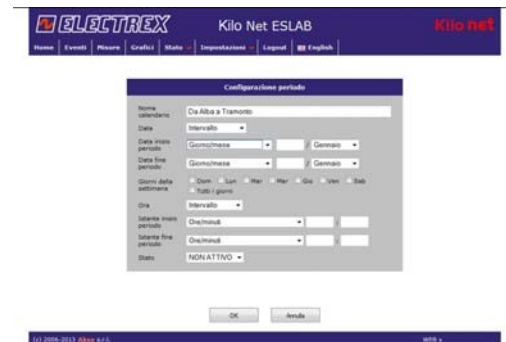 ELECTREX
Kilo Net ESLAB
Kilo net
Home Eventi Misure Grafici Stato Impostazioni Logout English
Configurazione periodo
Nome calendario Da Alba a Tramonto
Data Intervallo
Data inizio periodo Giorno/mese / Gennaio
Data fine periodo Giorno/mese / Gennaio
Giorni della settimana Dom Lun Mar Mer Gio Ven Sab
Tutti i giorni
Ora Intervallo
Istante inizio periodo Ore/minuti :
Istante fine periodo Ore/minuti :
Stato NON ATTIVO
OK Annulla
(c) 2006-2013 Akse s.r.l. WEB